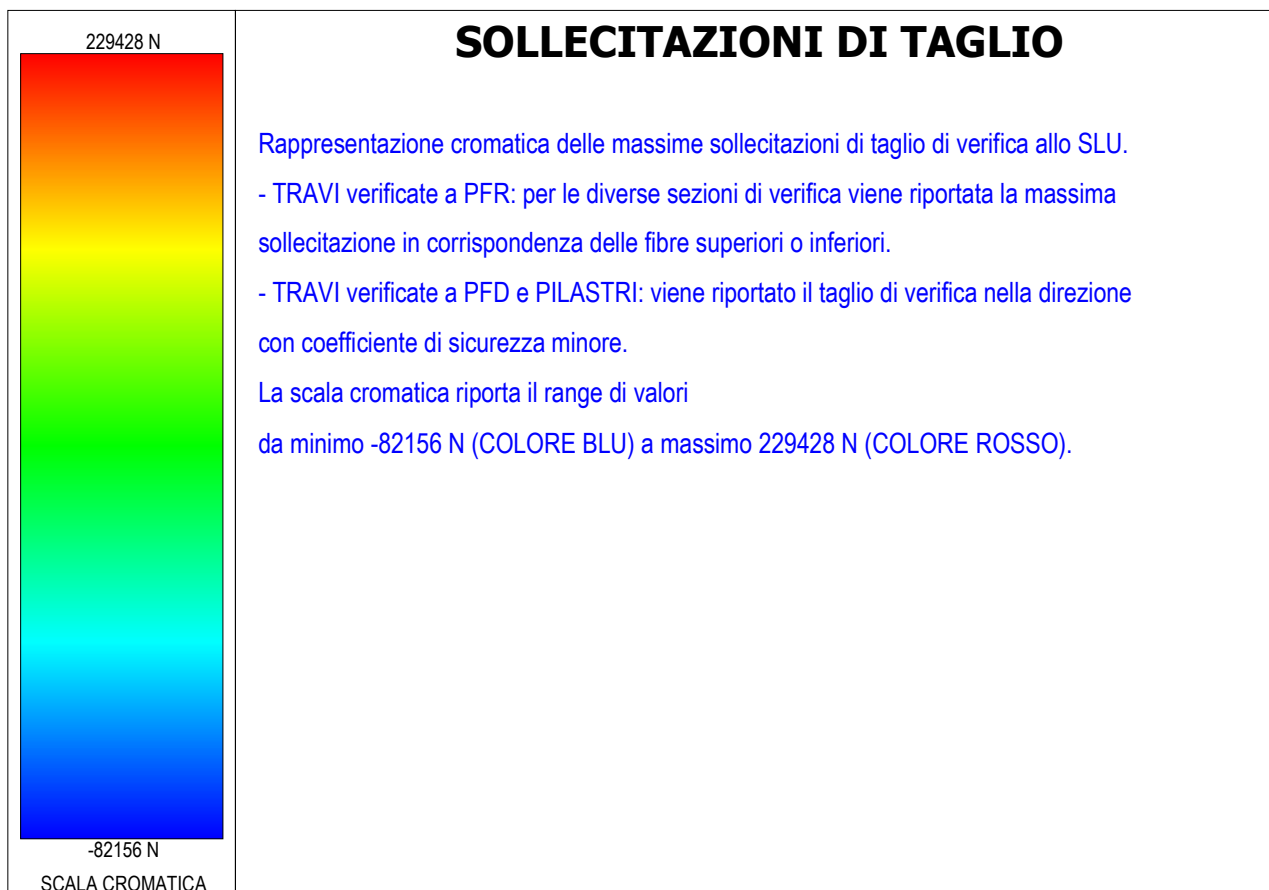 229428 N
SOLLECITAZIONI DI TAGLIO
Rappresentazione cromatica delle massime sollecitazioni di taglio di verifica allo SLU.
- TRAVI verificate a PFR: per le diverse sezioni di verifica viene riportata la massima
sollecitazione in corrispondenza delle fibre superiori o inferiori.
- TRAVI verificate a PFD e PILASTRI: viene riportato il taglio di verifica nella direzione
con coefficiente di sicurezza minore.
La scala cromatica riporta il range di valori
da minimo -82156 N (COLORE BLU) a massimo 229428 N (COLORE ROSSO).
-82156 N
SCALA CROMATICA